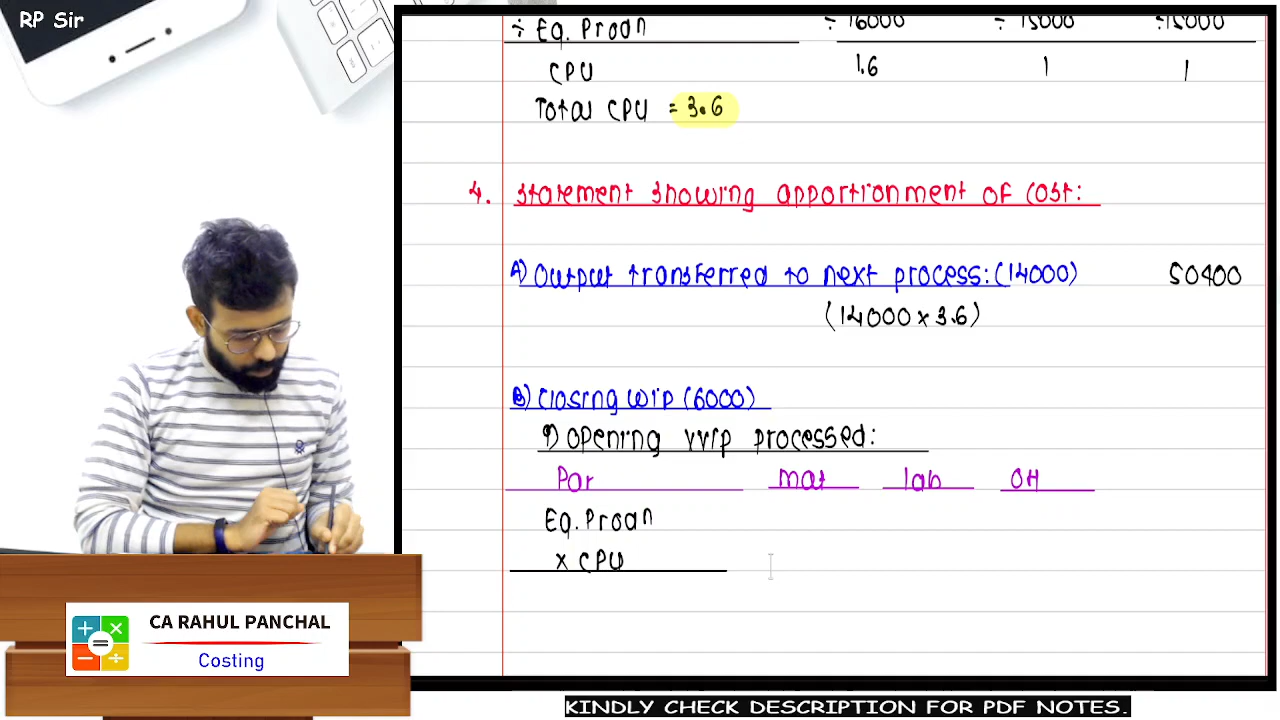 RP Sir
÷ Eq. Prodn ÷ 16000 ÷ 15000 ÷15000
CPU 1.6 1 1
Total CPU = 3.6
4. Statement showing apportionment of cost:
A) Output transferred to next process: (14000) 50400
(14000 x 3.6)
B) Closing WIP (6000)
1) Opening WIP processed:
Par mat lab OH
Eq. Prodn
x CPU
CA RAHUL PANCHAL
Costing
KINDLY CHECK DESCRIPTION FOR PDF NOTES.